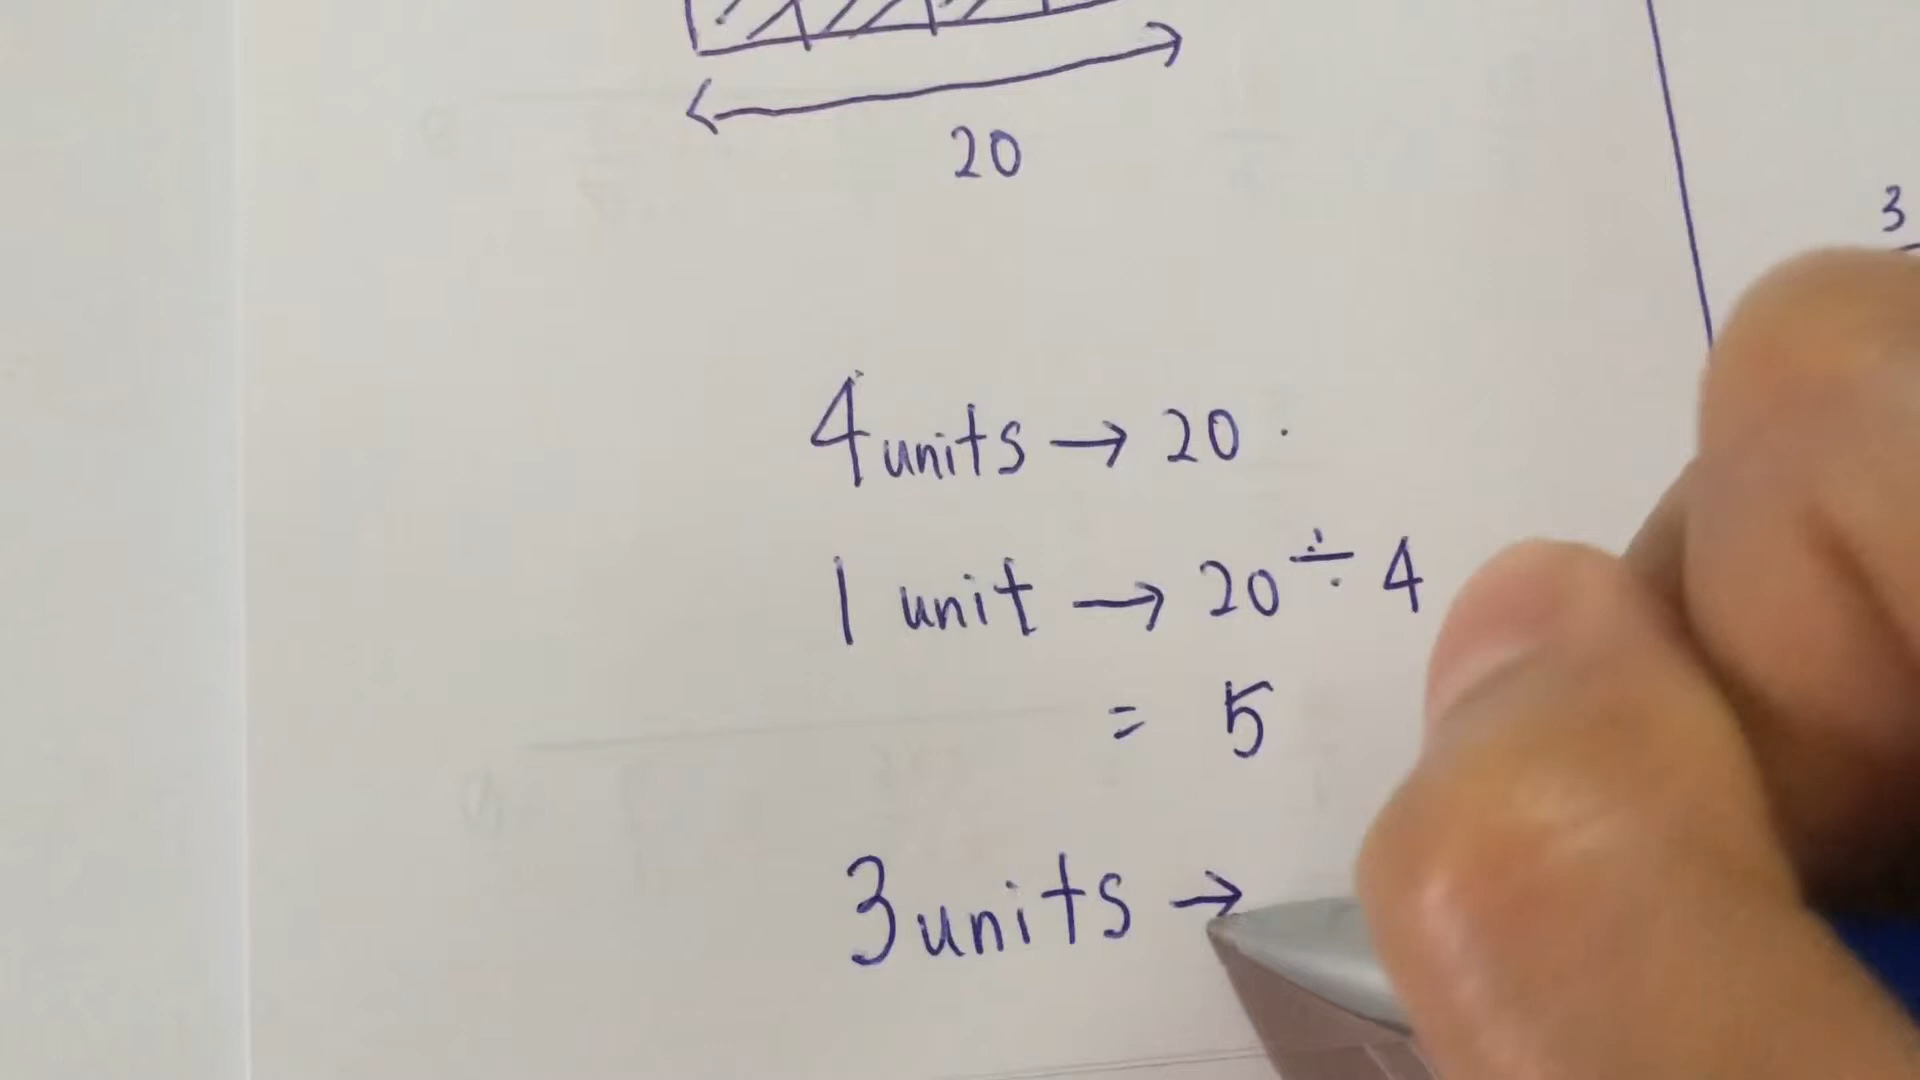 20
3
4 units → 20
1 unit → 20 ÷ 4
= 5
3 units →